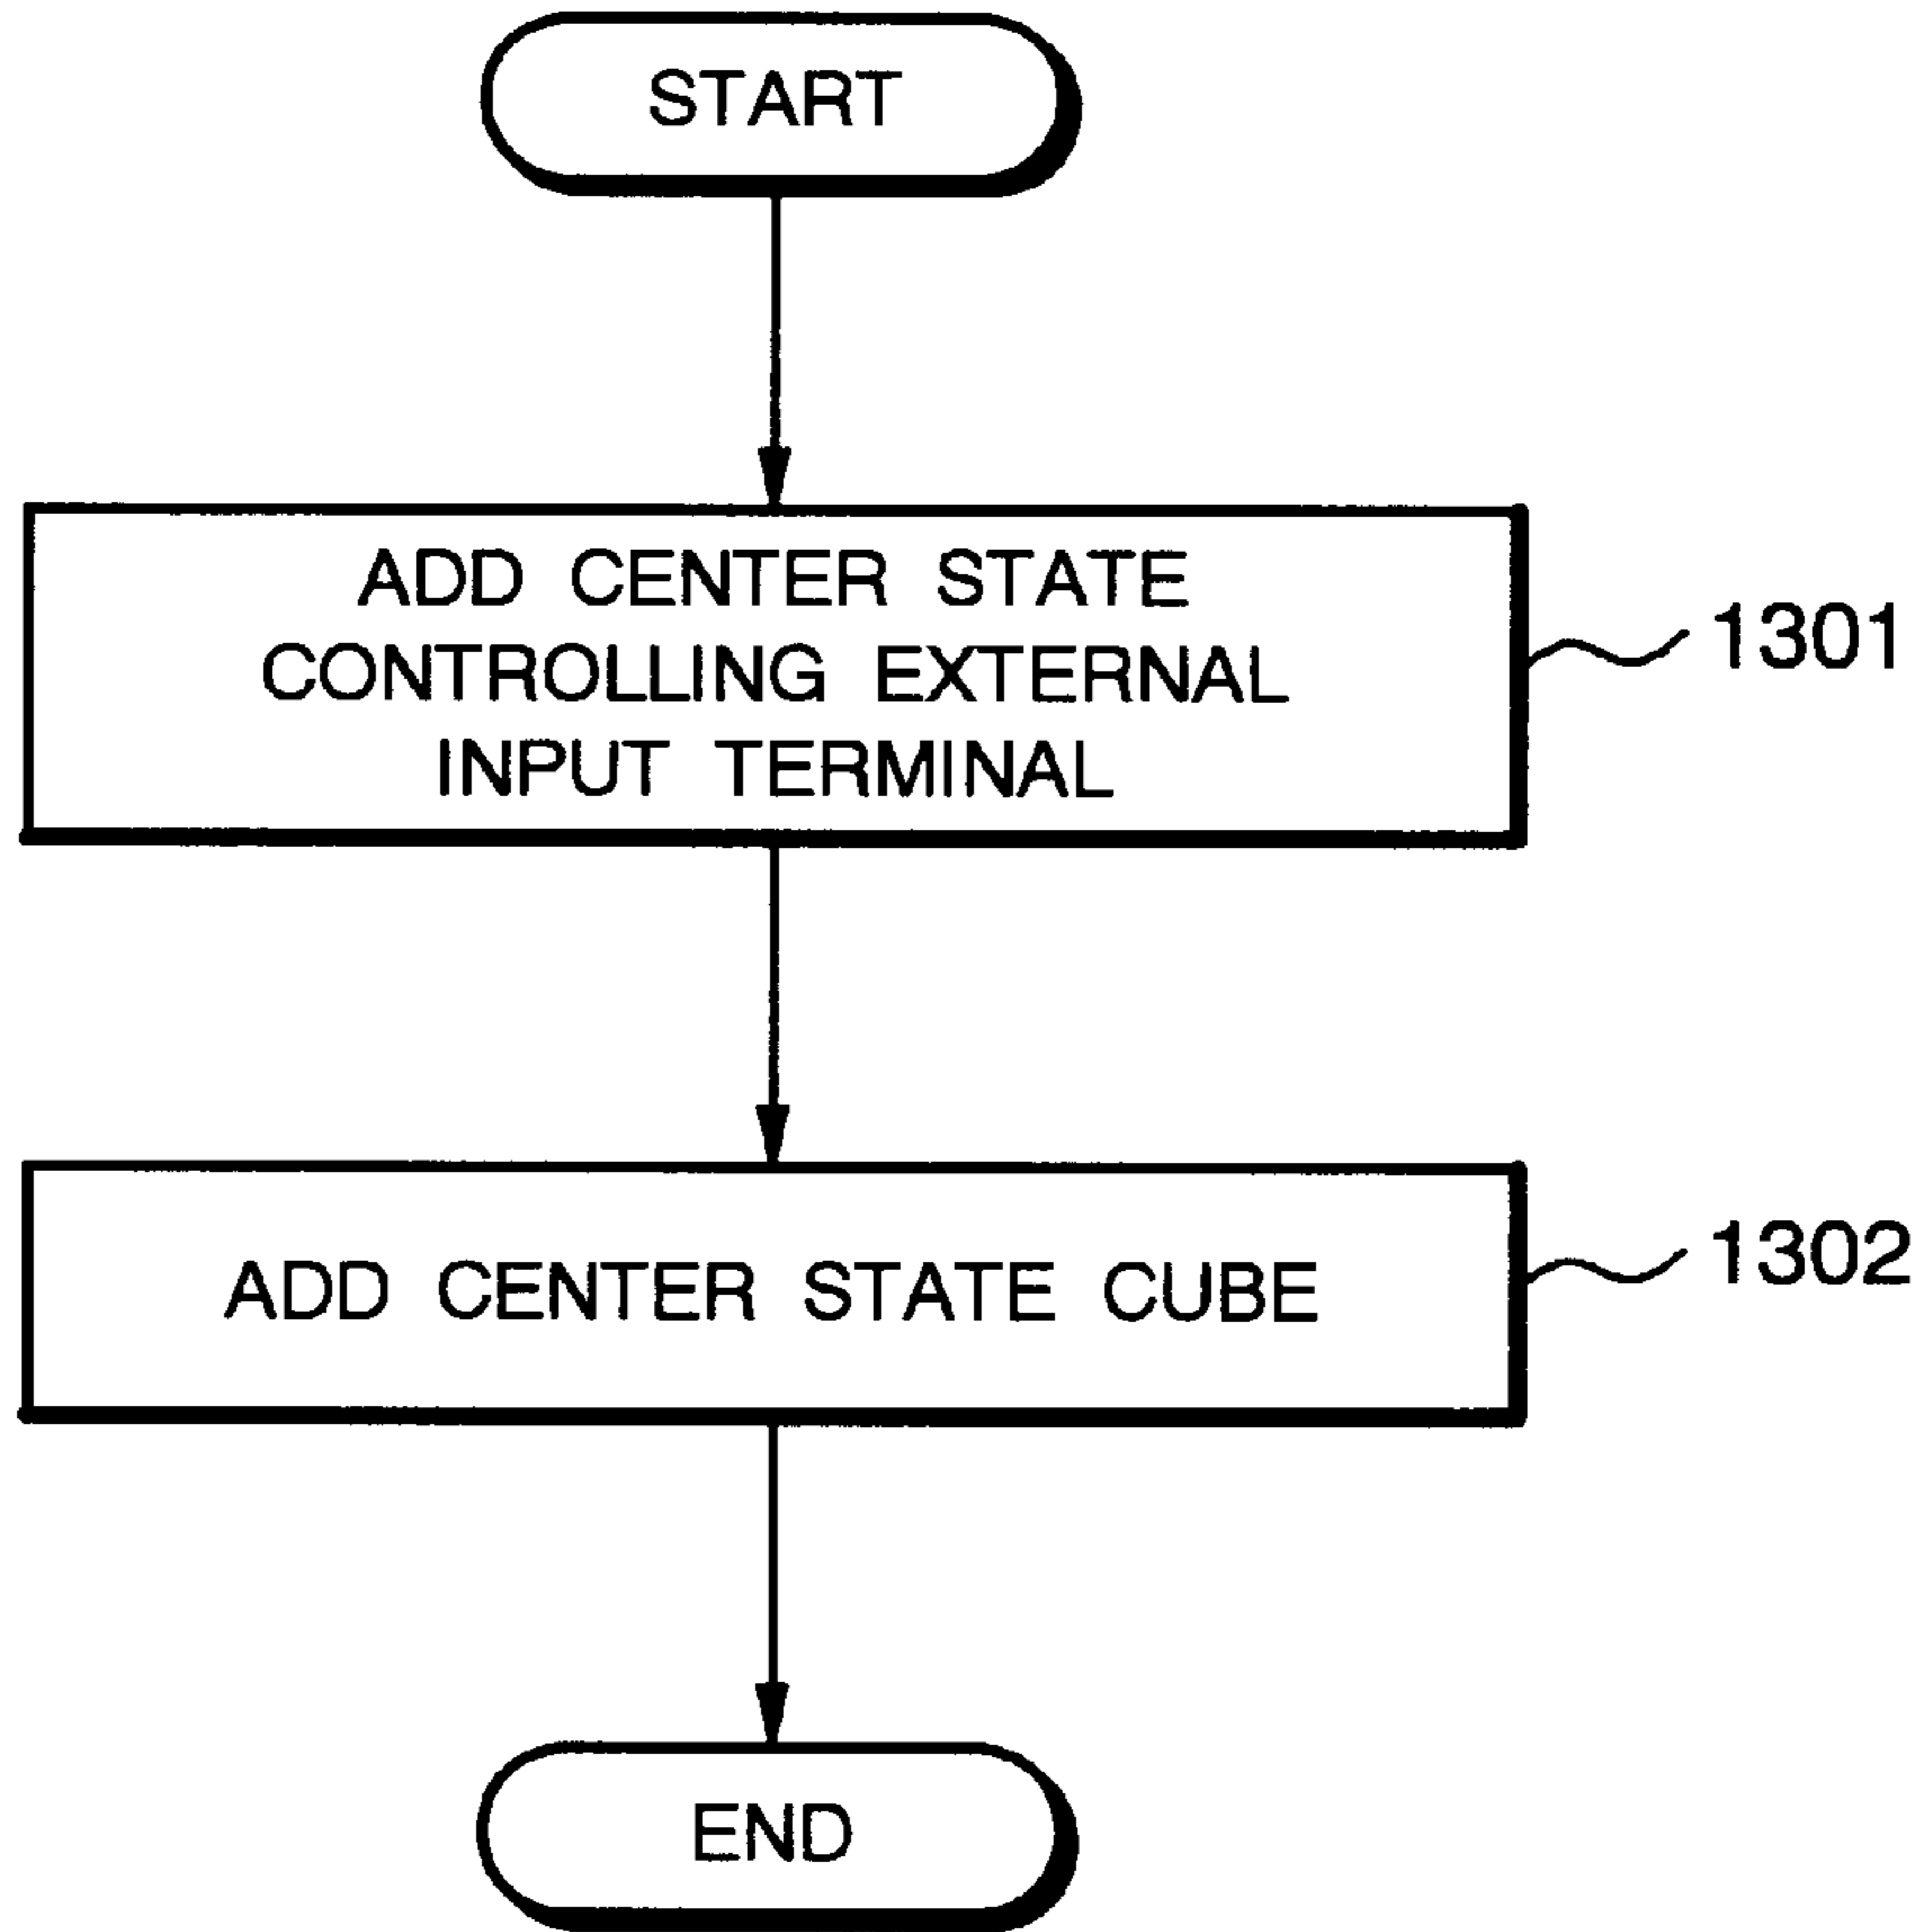 START
ADD CENTER STATE
CONTROLLING EXTERNAL
INPUT TERMINAL
1301
ADD CENTER STATE CUBE
1302
END